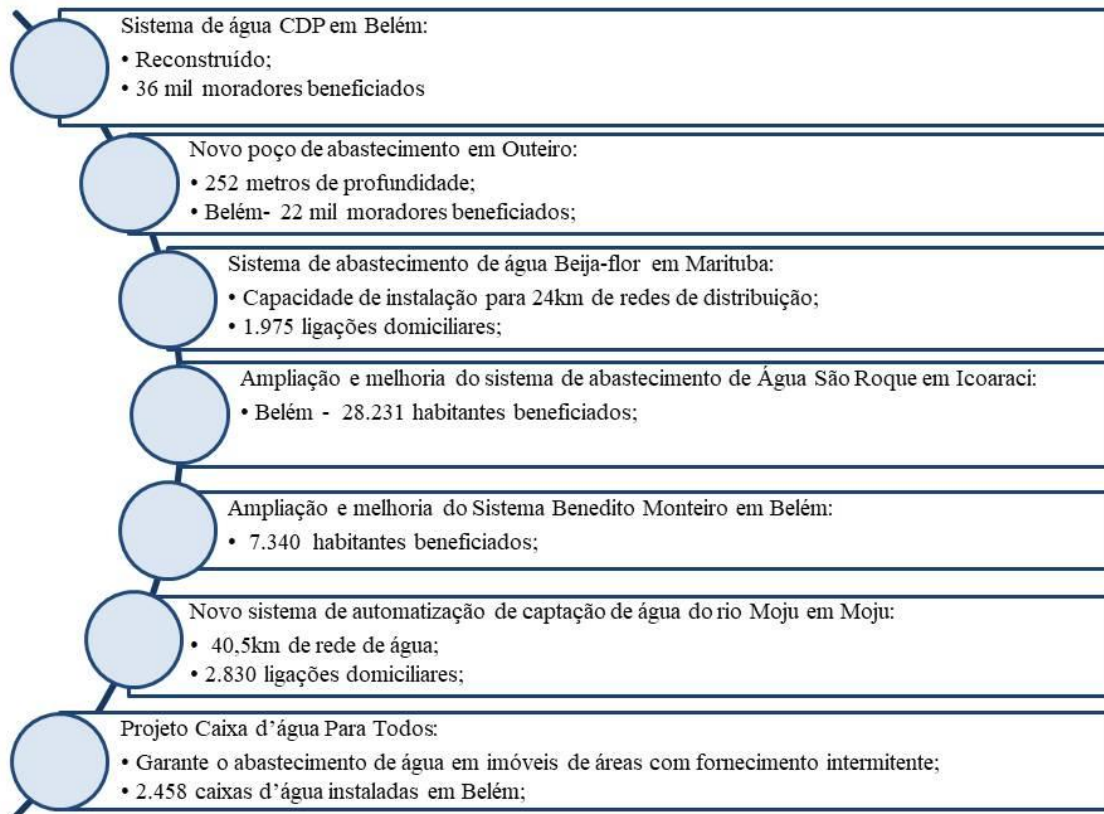 Sistema de água CDP em Belém:
• Reconstruído;
• 36 mil moradores beneficiados
Novo poço de abastecimento em Outeiro:
• 252 metros de profundidade;
• Belém- 22 mil moradores beneficiados;
Sistema de abastecimento de água Beija-flor em Marituba:
• Capacidade de instalação para 24km de redes de distribuição;
• 1.975 ligações domiciliares;
Ampliação e melhoria do sistema de abastecimento de Água São Roque em Icoaraci:
• Belém - 28.231 habitantes beneficiados;
Ampliação e melhoria do Sistema Benedito Monteiro em Belém:
• 7.340 habitantes beneficiados;
Novo sistema de automatização de captação de água do rio Moju em Moju:
• 40,5km de rede de água;
• 2.830 ligações domiciliares;
Projeto Caixa d’água Para Todos:
• Garante o abastecimento de água em imóveis de áreas com fornecimento intermitente;
• 2.458 caixas d’água instaladas em Belém;